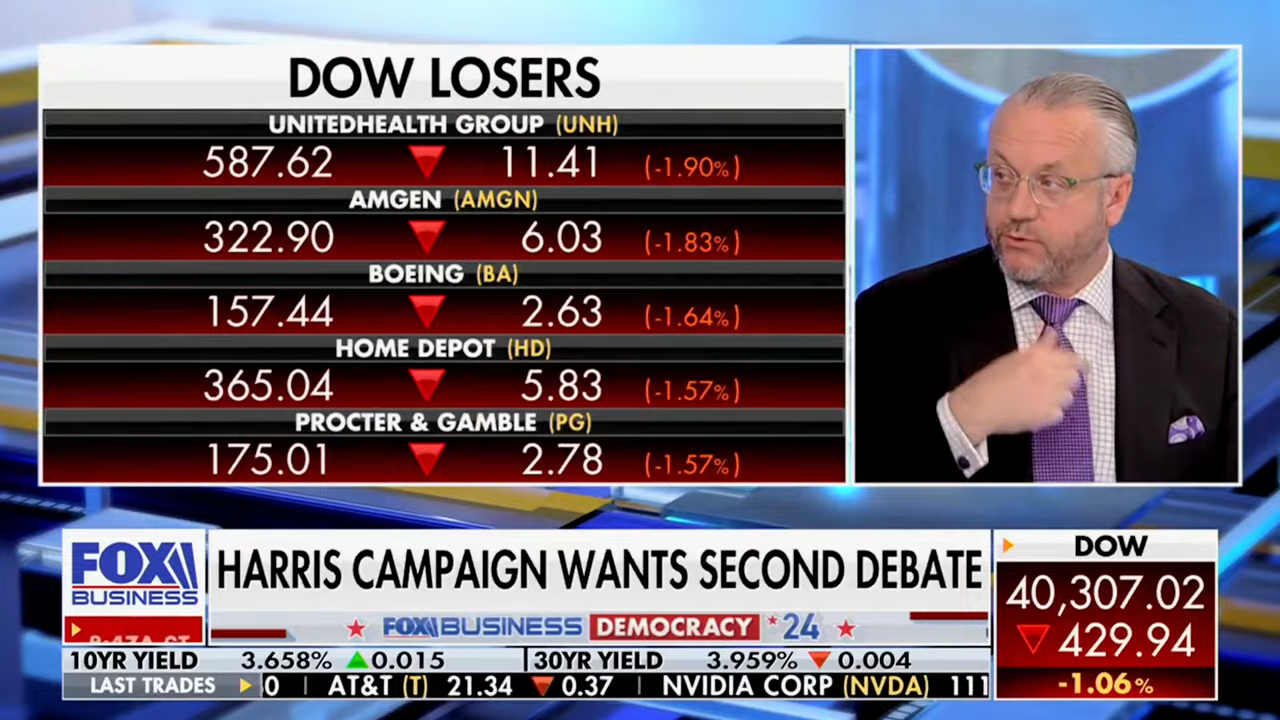 DOW LOSERS
UNITEDHEALTH GROUP (UNH)
587.62 ▼ 11.41 (-1.90%)
AMGEN (AMGN)
322.90 ▼ 6.03 (-1.83%)
BOEING (BA)
157.44 ▼ 2.63 (-1.64%)
HOME DEPOT (HD)
365.04 ▼ 5.83 (-1.57%)
PROCTER & GAMBLE (PG)
175.01 ▼ 2.78 (-1.57%)
FOX
BUSINESS
HARRIS CAMPAIGN WANTS SECOND DEBATE
FOX BUSINESS DEMOCRACY '24
DOW
40,307.02
▽ 429.94
-1.06%
10YR YIELD 3.658% ▲ 0.015 | 30YR YIELD 3.959% ▼ 0.004
LAST TRADES 0 | AT&T (T) 21.34 ▼ 0.37 | NVIDIA CORP (NVDA) 111